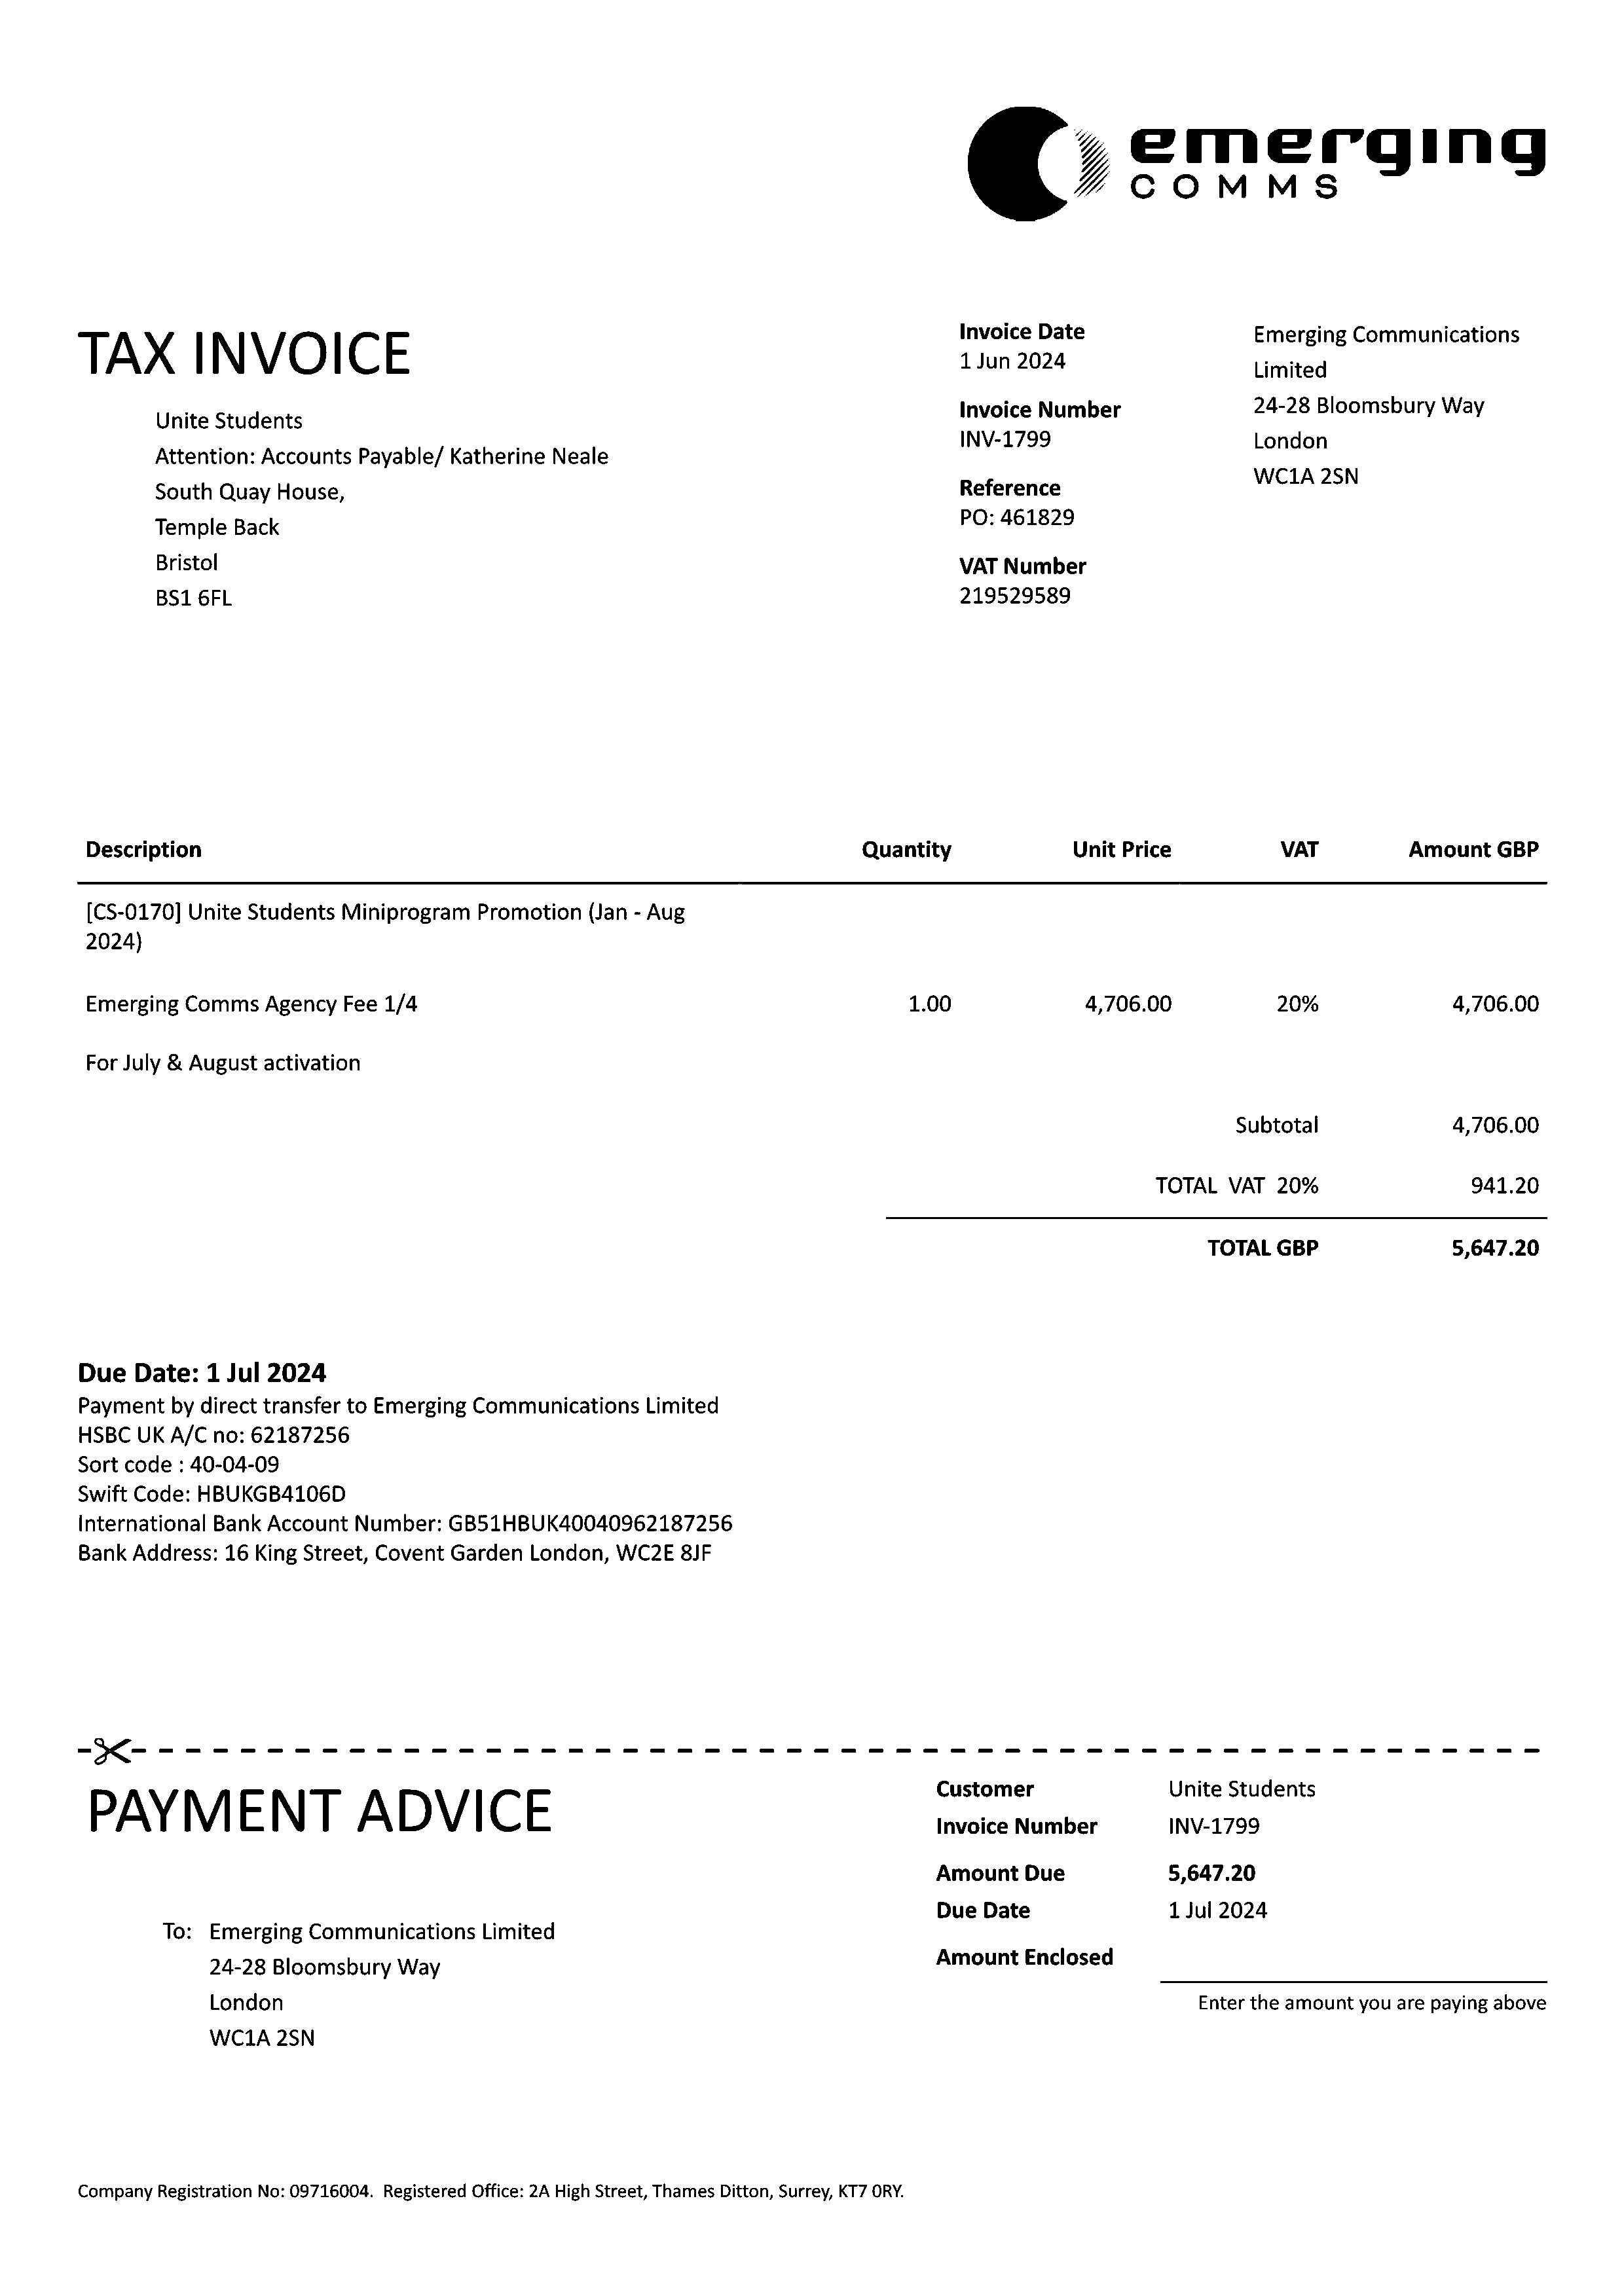 emerging
COMMS
TAX INVOICE
Unite Students
Attention: Accounts Payable/ Katherine Neale
South Quay House,
Temple Back
Bristol
BS1 6FL
Invoice Date
1 Jun 2024
Invoice Number
INV-1799
Reference
PO: 461829
VAT Number
219529589
Emerging Communications
Limited
24-28 Bloomsbury Way
London
WC1A 2SN
Description Quantity Unit Price VAT Amount GBP
[CS-0170] Unite Students Miniprogram Promotion (Jan - Aug
2024)
Emerging Comms Agency Fee 1/4 1.00 4,706.00 20% 4,706.00
For July & August activation
Subtotal 4,706.00
TOTAL VAT 20% 941.20
TOTAL GBP 5,647.20
Due Date: 1 Jul 2024
Payment by direct transfer to Emerging Communications Limited
HSBC UK A/C no: 62187256
Sort code : 40-04-09
Swift Code: HBUKGB4106D
International Bank Account Number: GB51HBUK40040962187256
Bank Address: 16 King Street, Covent Garden London, WC2E 8JF
PAYMENT ADVICE
To: Emerging Communications Limited
24-28 Bloomsbury Way
London
WC1A 2SN
Customer Unite Students
Invoice Number INV-1799
Amount Due 5,647.20
Due Date 1 Jul 2024
Amount Enclosed
Enter the amount you are paying above
Company Registration No: 09716004. Registered Office: 2A High Street, Thames Ditton, Surrey, KT7 0RY.